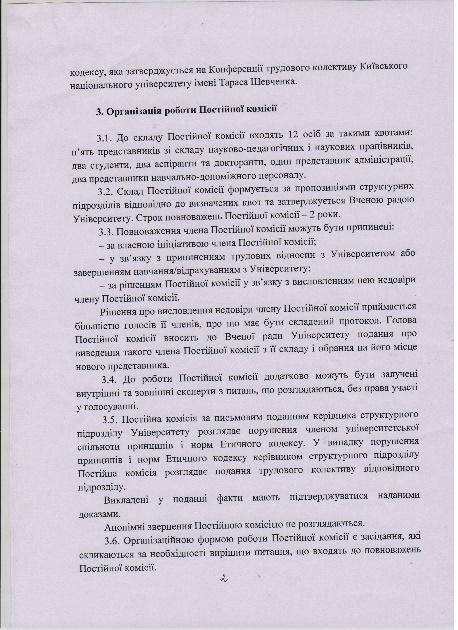 кодексу, яка затверджується на Конференції трудового колективу Київського
національного університету імені Тараса Шевченка.
3. Організація роботи Постійної комісії
3.1. До складу Постійної комісії входять 12 осіб за такими квотами:
п'ять представників зі складу науково-педагогічних і наукових працівників,
два студенти, два аспіранти та докторанти, один представник адміністрації,
два представники навчально-допоміжного персоналу.
3.2. Склад Постійної комісії формується за пропозиціями структурних
підрозділів відповідно до визначених квот та затверджується Вченою радою
Університету. Строк повноважень Постійної комісії – 2 роки.
3.3. Повноваження члена Постійної комісії можуть бути припинені:
– за власною ініціативою члена Постійної комісії;
– у зв'язку з припиненням трудових відносин з Університетом або
завершенням навчання/відрахуванням з Університету;
– за рішенням Постійної комісії у зв'язку з висловленням нею недовіри
члену Постійної комісії.
Рішення про висловлення недовіри члену Постійної комісії приймається
більшістю голосів її членів, про що має бути складений протокол. Голова
Постійної комісії вносить до Вченої ради Університету подання про
виведення такого члена Постійної комісії з її складу і обрання на його місце
нового представника.
3.4. До роботи Постійної комісії додатково можуть бути залучені
внутрішні та зовнішні експерти з питань, що розглядаються, без права участі
у голосуванні.
3.5. Постійна комісія за письмовим поданням керівника структурного
підрозділу Університету розглядає порушення членом університетської
спільноти принципів і норм Етичного кодексу. У випадку порушення
принципів і норм Етичного кодексу керівником структурного підрозділу
Постійна комісія розглядає подання трудового колективу відповідного
підрозділу.
Викладені у поданні факти мають підтверджуватися наданими
доказами.
Анонімні звернення Постійною комісією не розглядаються.
3.6. Організаційною формою роботи Постійної комісії є засідання, які
скликаються за необхідності вирішити питання, що входять до повноважень
Постійної комісії.
2